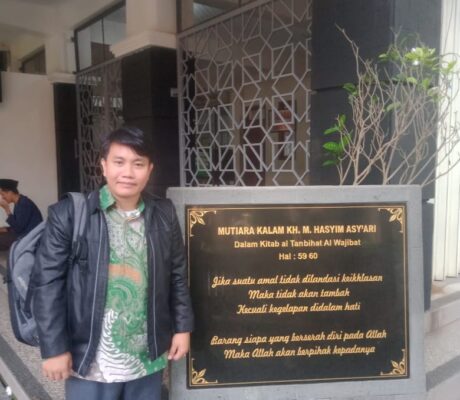 MUTIARA KALAM KH. M. HASYIM ASY'ARI
Dalam Kitab al Tanbihat Al Wajibat
Hal : 59 60
Jika suatu amal tidak dilandasi keikhlasan
Maka tidak akan tambah
Kecuali kegelapan didalam hati
Barang siapa yang berserah diri pada Allah
Maka Allah akan berpihak kepadanya